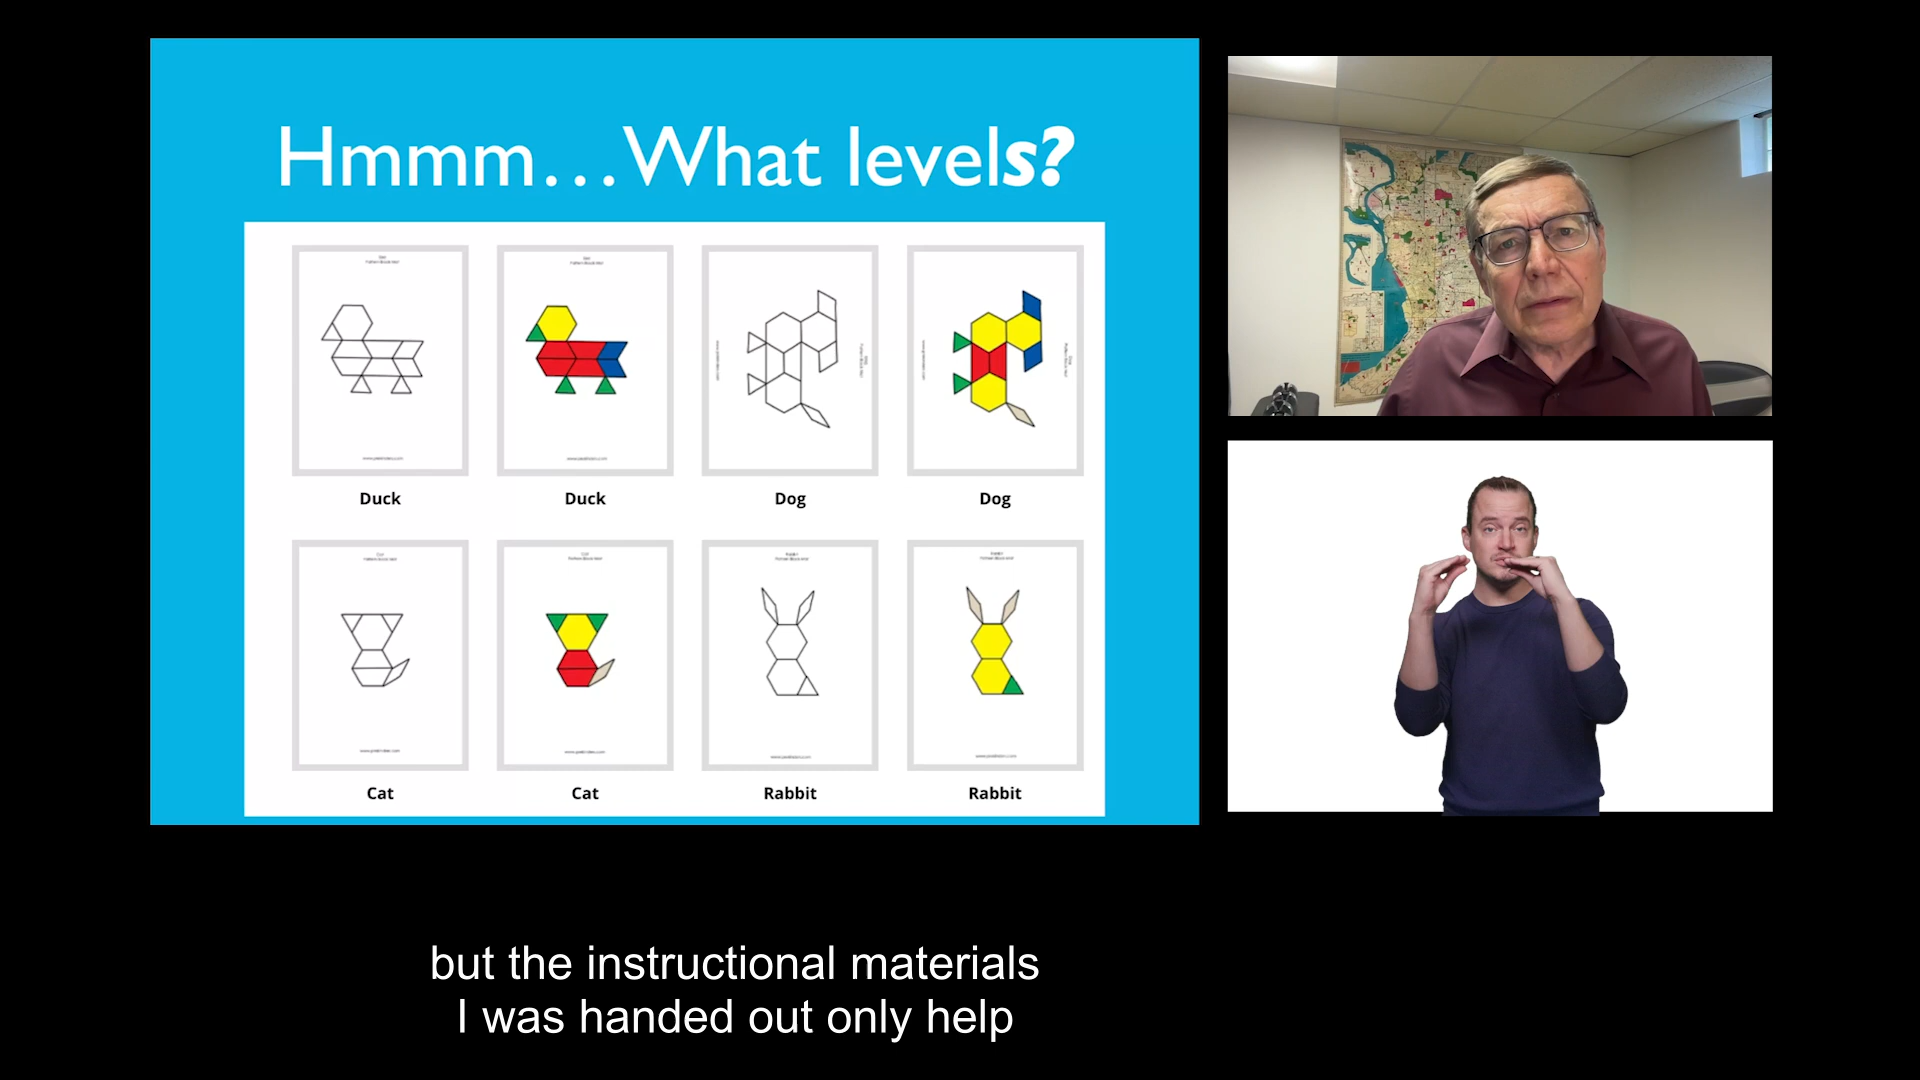 Hmmm...What levels?
Duck
Duck
Dog
Dog
Cat
Cat
Rabbit
Rabbit
but the instructional materials
I was handed out only help